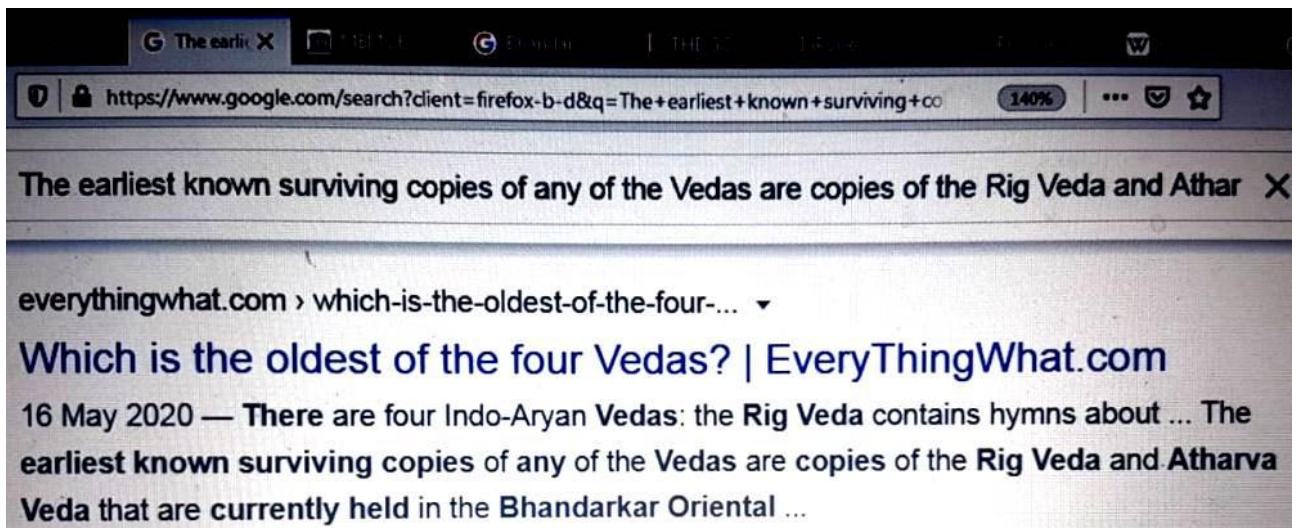 The earlic
https://www.google.com/search?client=firefox-b-d&q=The+earliest+known+surviving+co 140%
The earliest known surviving copies of any of the Vedas are copies of the Rig Veda and Athar
everythingwhat.com › which-is-the-oldest-of-the-four-...
Which is the oldest of the four Vedas? | EveryThingWhat.com
16 May 2020 — There are four Indo-Aryan Vedas: the Rig Veda contains hymns about ... The
earliest known surviving copies of any of the Vedas are copies of the Rig Veda and Atharva
Veda that are currently held in the Bhandarkar Oriental ...